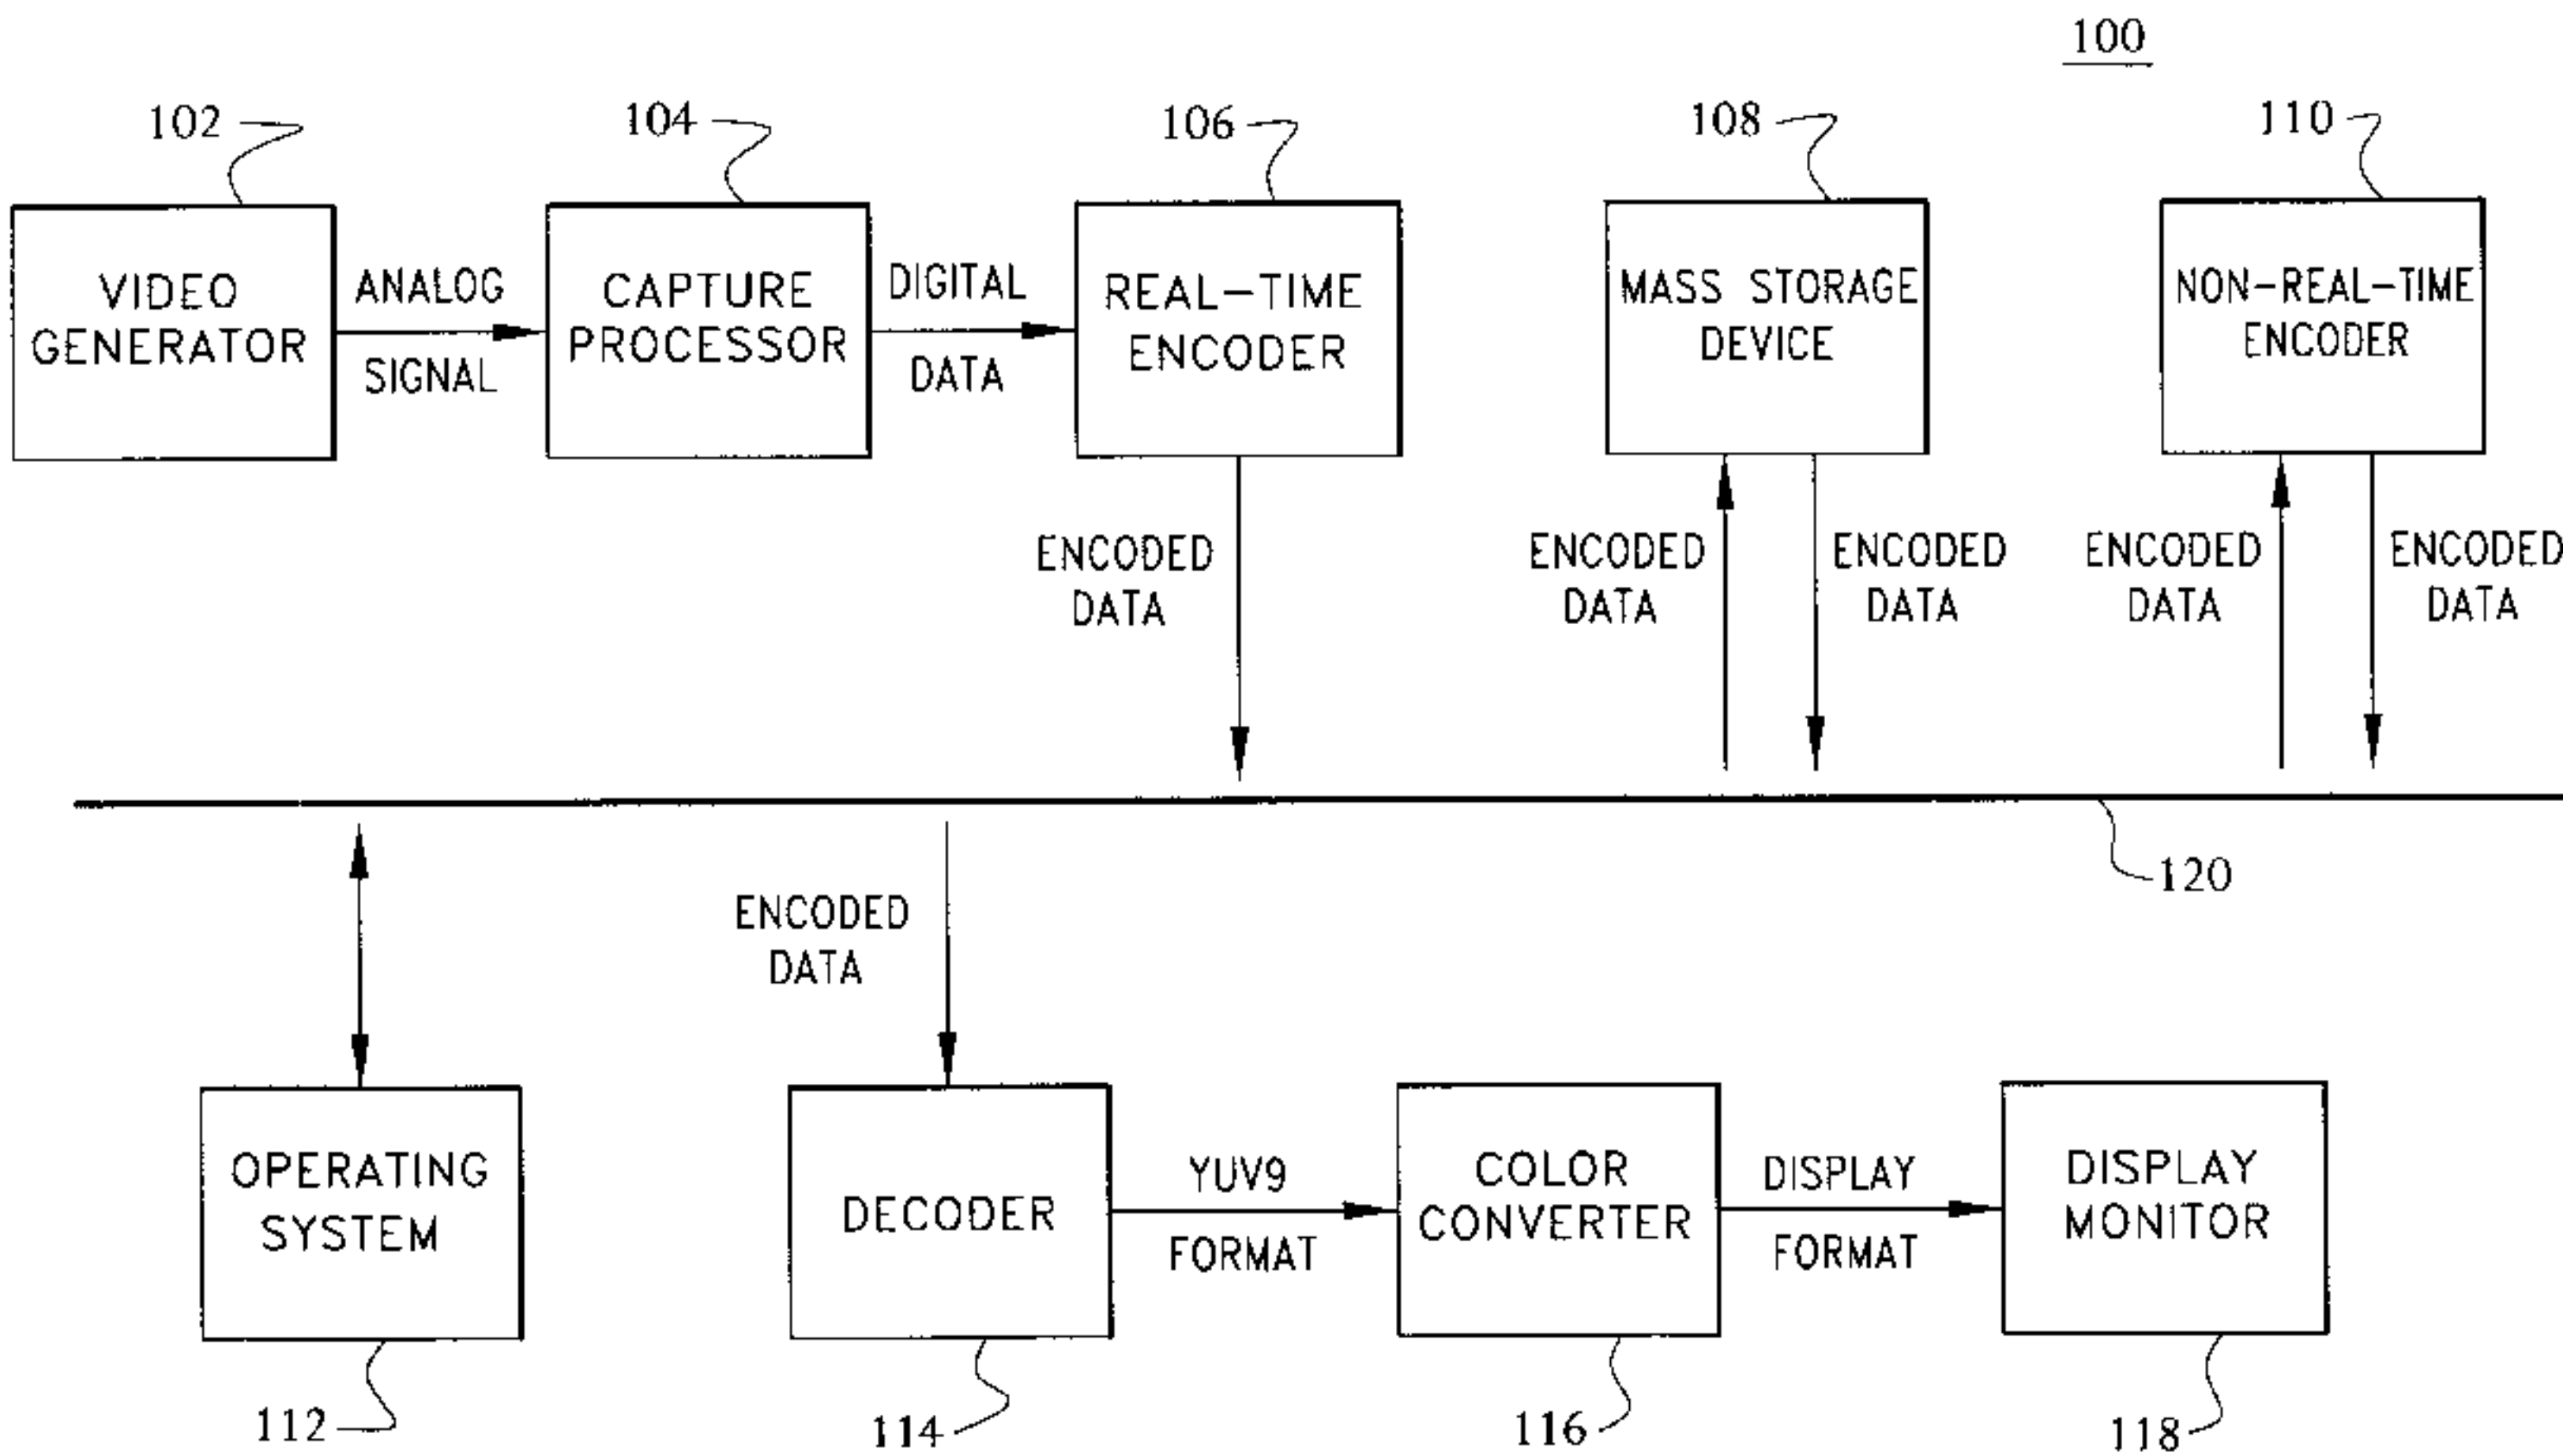 100
102
104
106
108
110
VIDEO
GENERATOR
ANALOG
SIGNAL
CAPTURE
PROCESSOR
DIGITAL
DATA
REAL-TIME
ENCODER
MASS STORAGE
DEVICE
NON-REAL-TIME
ENCODER
ENCODED
DATA
ENCODED
DATA
ENCODED
DATA
ENCODED
DATA
ENCODED
DATA
120
ENCODED
DATA
OPERATING
SYSTEM
DECODER
YUV9
FORMAT
COLOR
CONVERTER
DISPLAY
FORMAT
DISPLAY
MONITOR
112
114
116
118